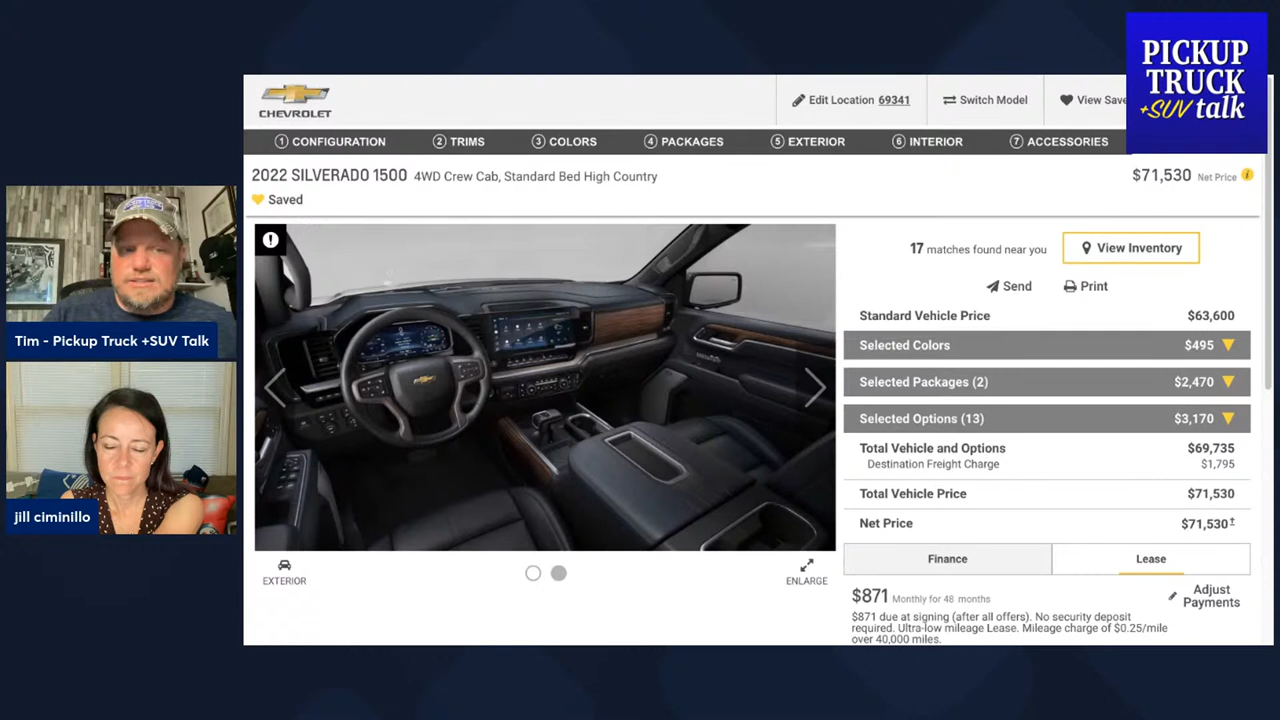 PICKUP
TRUCK
+SUV talk
CHEVROLET
Edit Location 69341
Switch Model
View Save
1 CONFIGURATION
2 TRIMS
3 COLORS
4 PACKAGES
5 EXTERIOR
6 INTERIOR
7 ACCESSORIES
2022 SILVERADO 1500 4WD Crew Cab, Standard Bed High Country
$71,530 Net Price
Saved
17 matches found near you
View Inventory
Send
Print
Standard Vehicle Price $63,600
Selected Colors $495
Selected Packages (2) $2,470
Selected Options (13) $3,170
Total Vehicle and Options $69,735
Destination Freight Charge $1,795
Total Vehicle Price $71,530
Net Price $71,530‡
Finance
Lease
$871 Monthly for 48 months
Adjust
Payments
$871 due at signing (after all offers). No security deposit
required. Ultra-low mileage Lease. Mileage charge of $0.25/mile
over 40,000 miles.
EXTERIOR
ENLARGE
Tim - Pickup Truck +SUV Talk
jill ciminillo